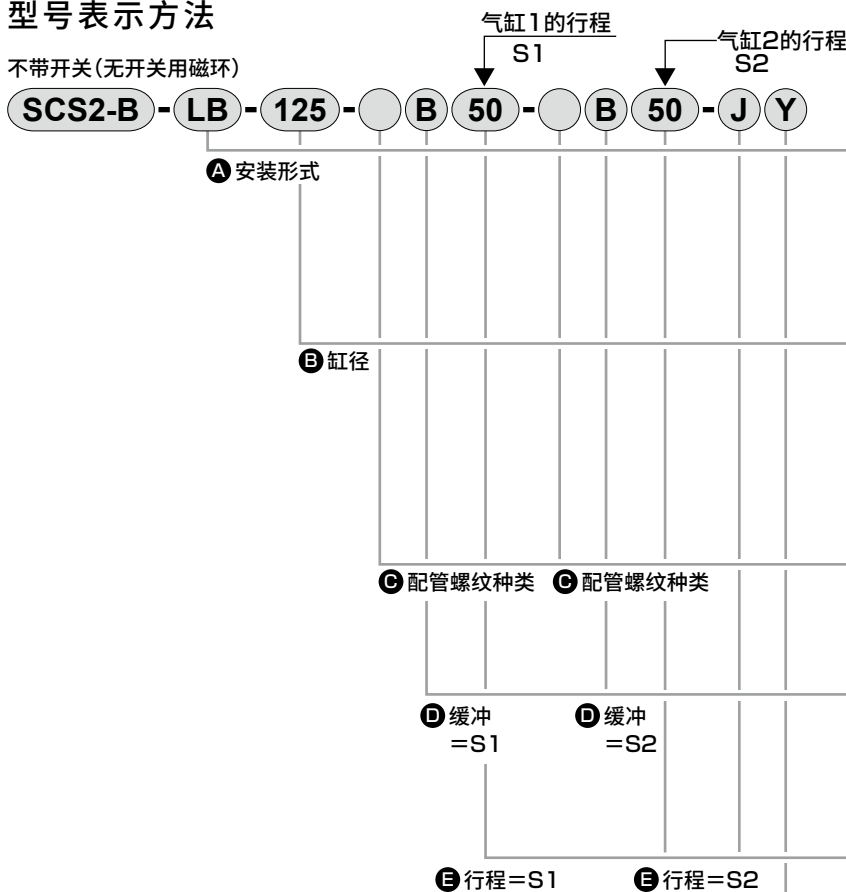 型号表示方法
气缸1的行程
S1
气缸2的行程
S2
不带开关(无开关用磁环)
SCS2-B - LB - 125 - B 50 - B 50 - J Y
A 安装形式
B 缸径
C 配管螺纹种类 C 配管螺纹种类
D 缓冲 D 缓冲
=S1 =S2
E 行程=S1 E 行程=S2